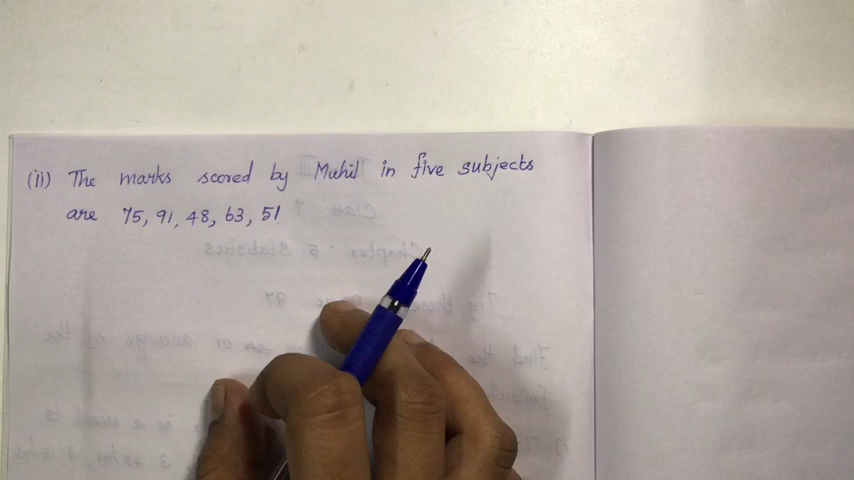 (ii) The marks scored by Muhil in five subjects
are 75, 91, 48, 63, 51